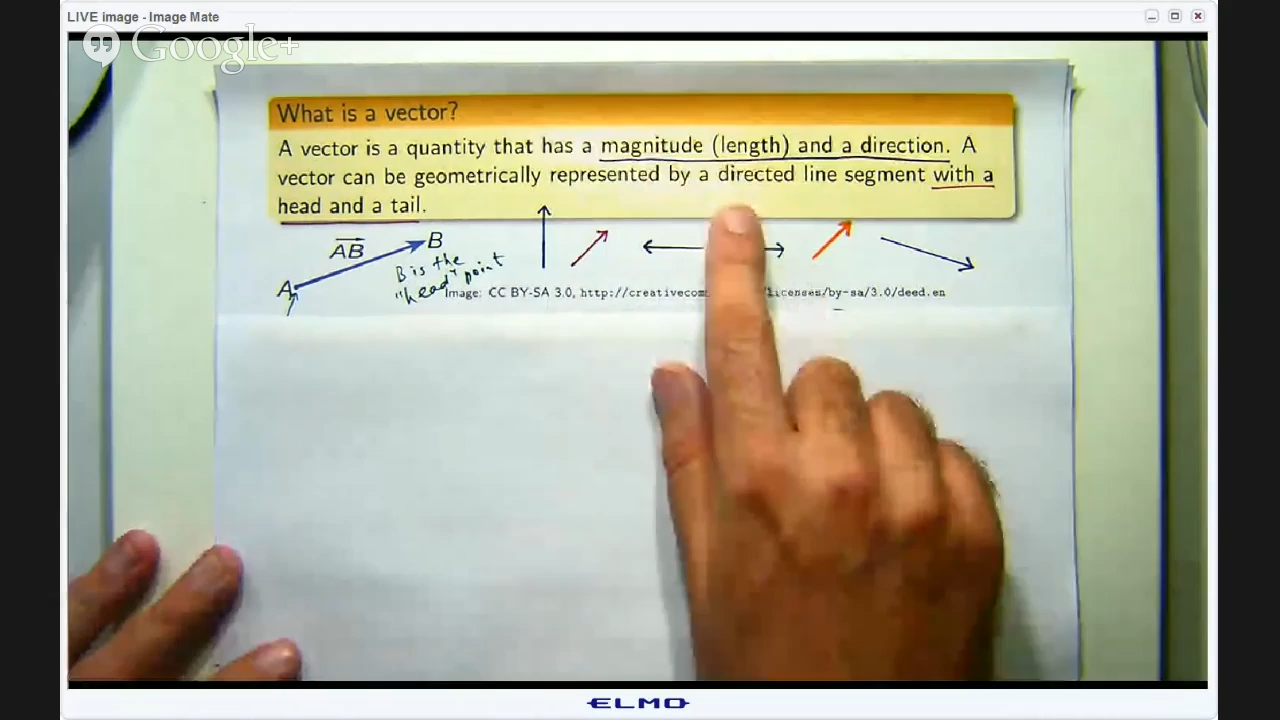 LIVE image - Image Mate
Google+
What is a vector?
A vector is a quantity that has a magnitude (length) and a direction. A
vector can be geometrically represented by a directed line segment with a
head and a tail.
AB B
B is the
"head" point
A
Image: CC BY-SA 3.0, http://creativecom /licenses/by-sa/3.0/deed.en
ELMO